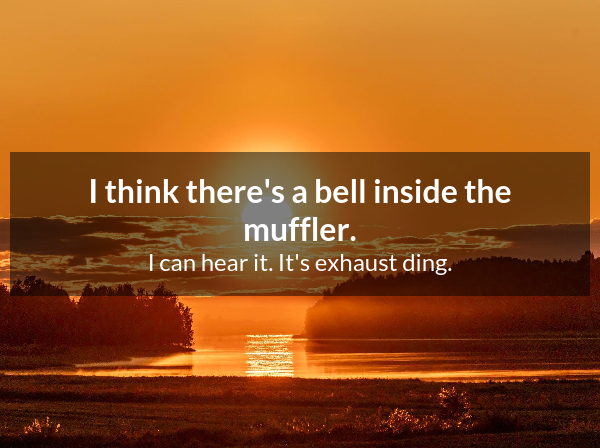 I think there's a bell inside the
muffler.
I can hear it. It's exhaust ding.